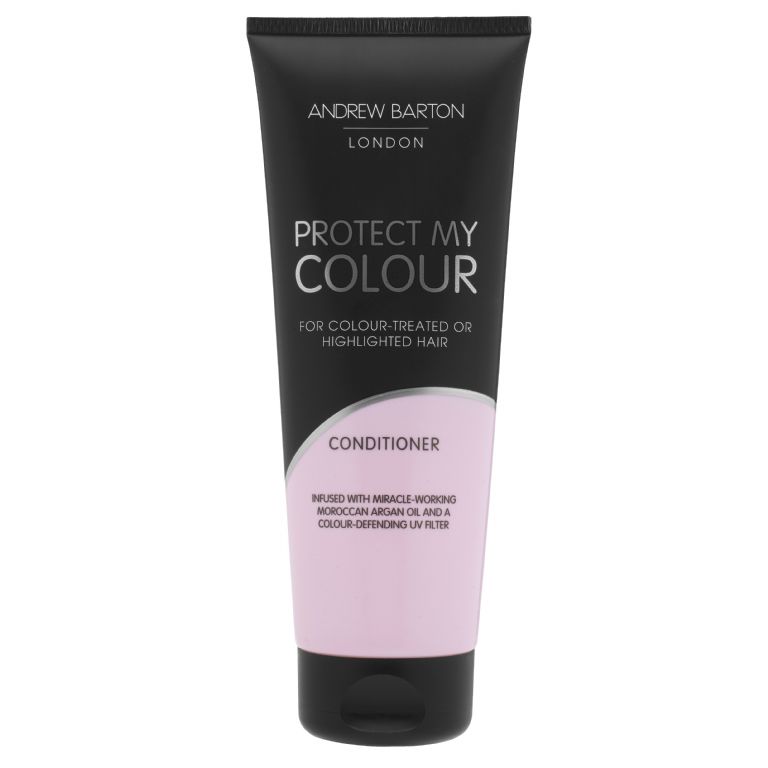 ANDREW BARTON
LONDON
PROTECT MY
COLOUR
FOR COLOUR-TREATED OR
HIGHLIGHTED HAIR
CONDITIONER
INFUSED WITH MIRACLE-WORKING
MOROCCAN ARGAN OIL AND A
COLOUR-DEFENDING UV FILTER